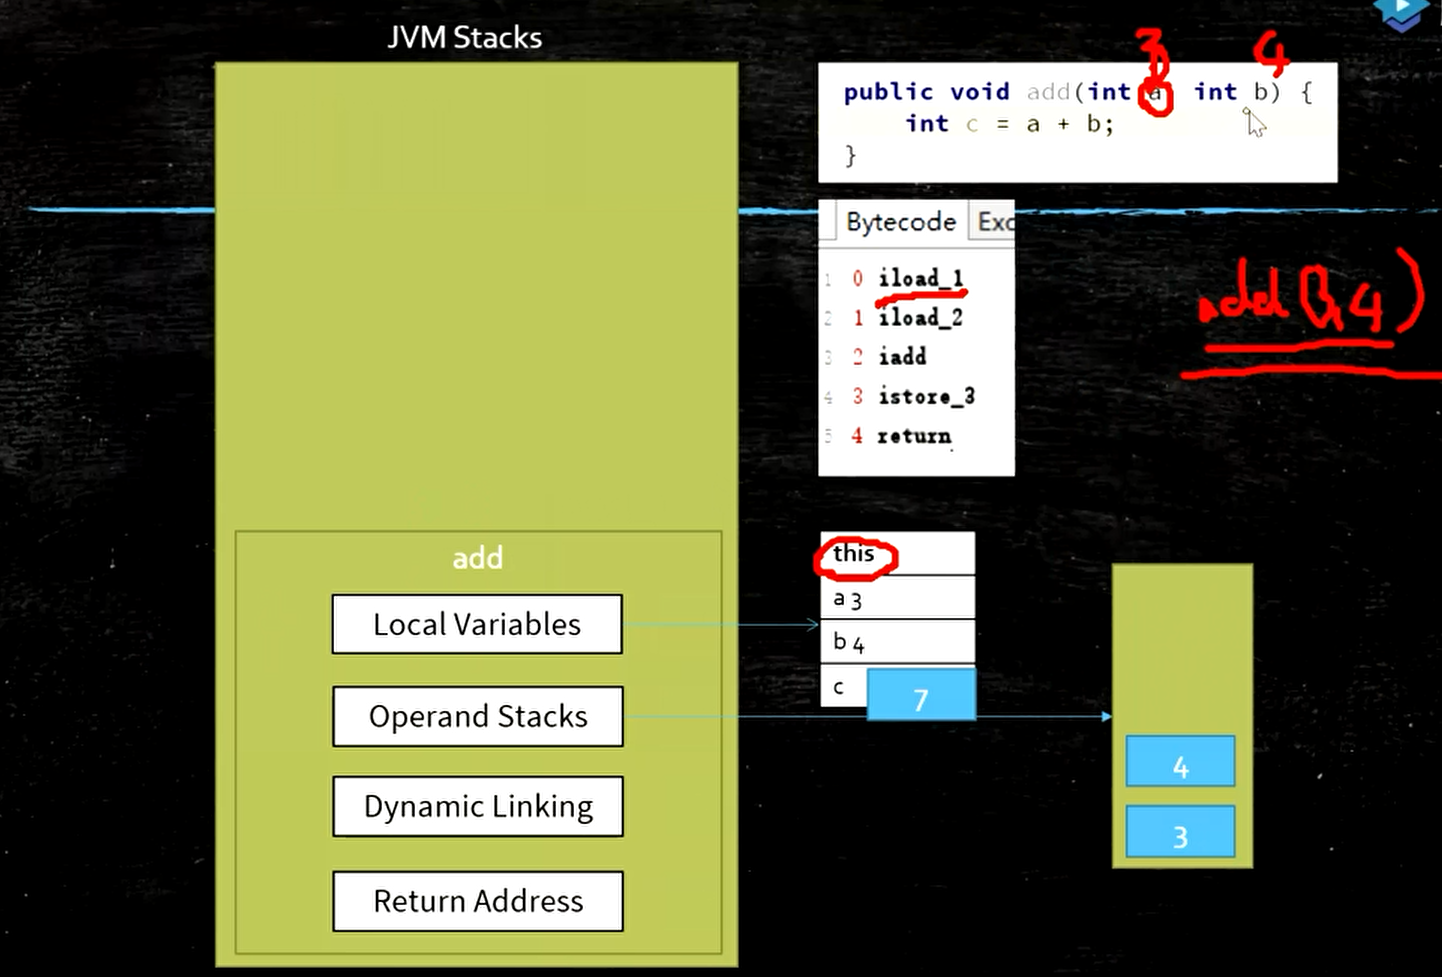 JVM Stacks
3
4
public void add(int a int b) {
int c = a + b;
}
Bytecode Exc
1 0 iload_1
2 1 iload_2
3 2 iadd
4 3 istore_3
5 4 return
add(3,4)
add
Local Variables
Operand Stacks
Dynamic Linking
Return Address
this
a 3
b 4
c 7
4
3